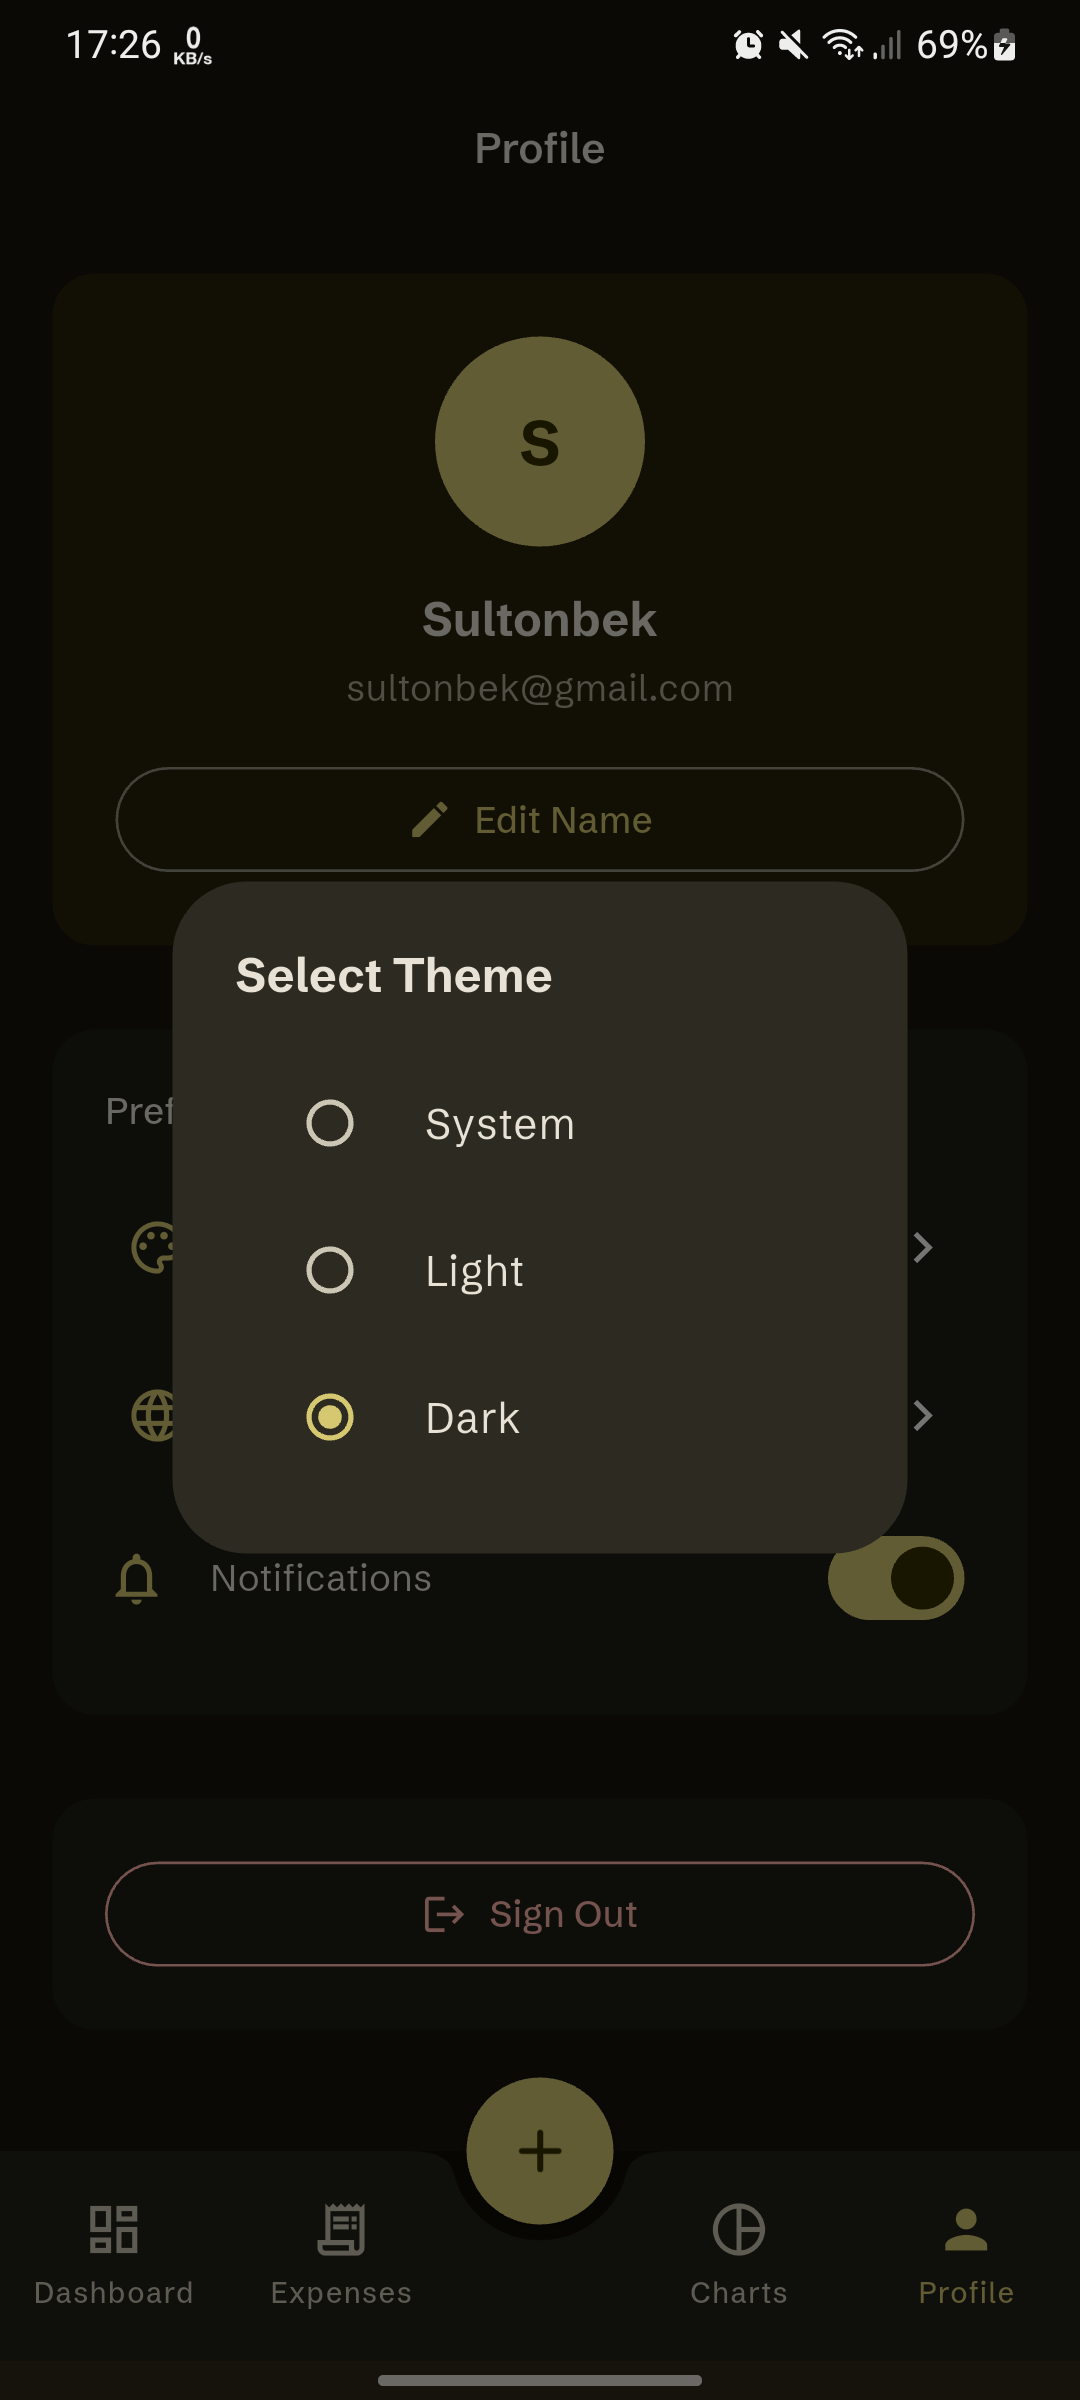 17:26 0 KB/s 69%
Profile
S
Sultonbek
sultonbek@gmail.com
Edit Name
Select Theme
System
Light
Dark
Pref
Notifications
Sign Out
Dashboard Expenses Charts Profile